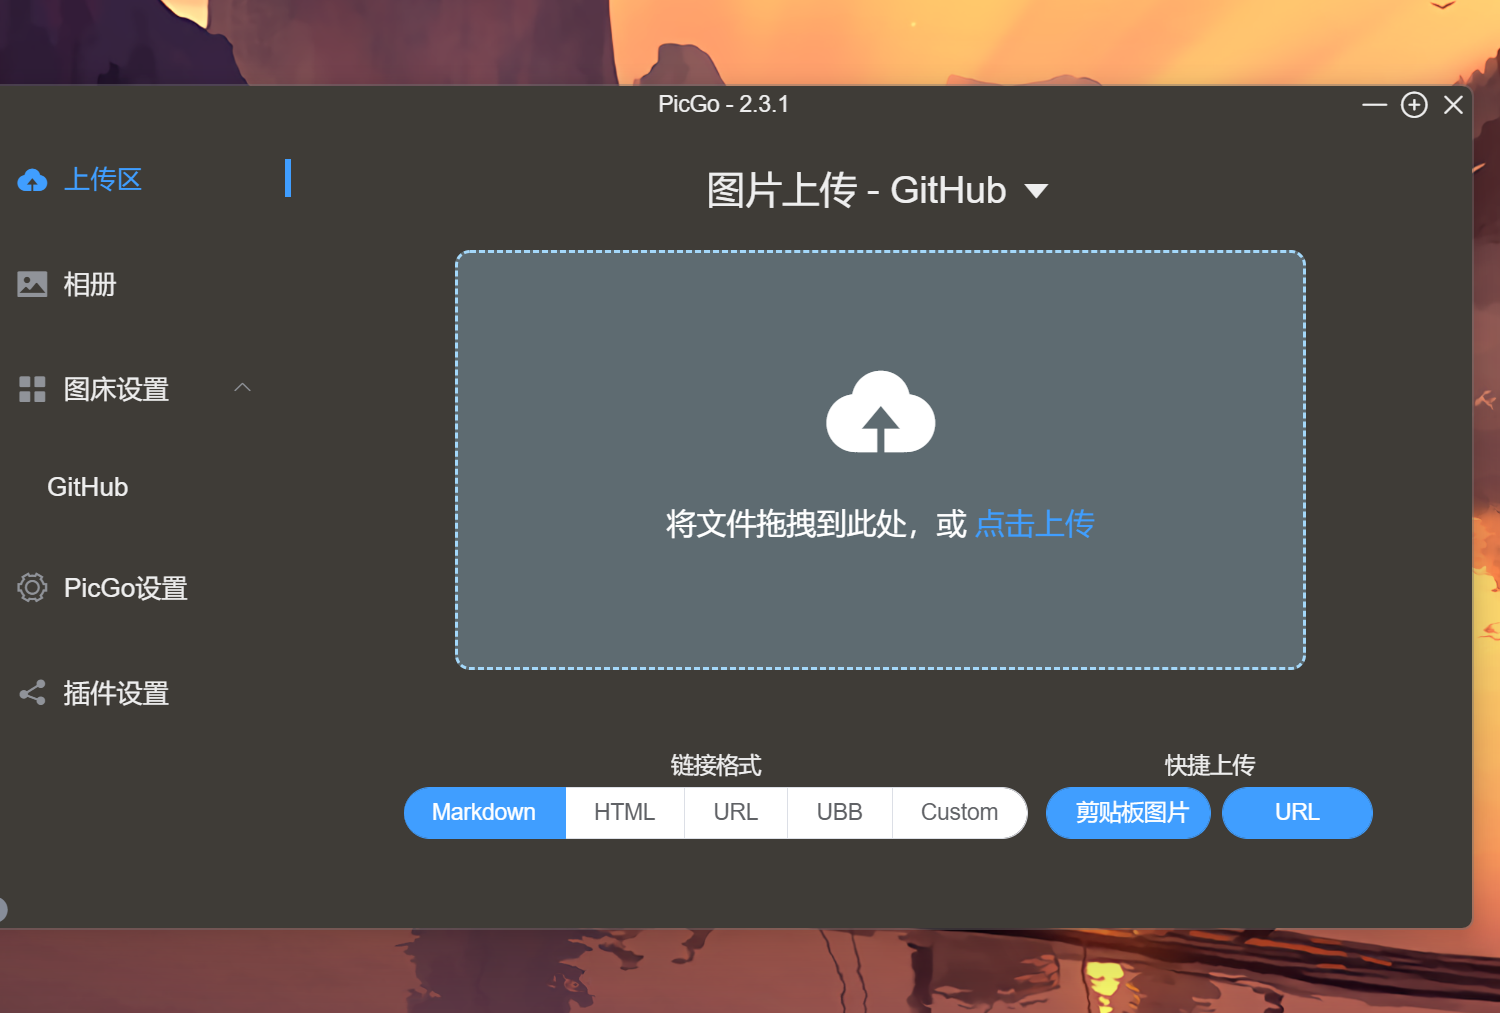 PicGo - 2.3.1
上传区
相册
图床设置
GitHub
PicGo设置
插件设置
图片上传 - GitHub
将文件拖拽到此处，或 点击上传
链接格式
Markdown HTML URL UBB Custom
快捷上传
剪贴板图片 URL